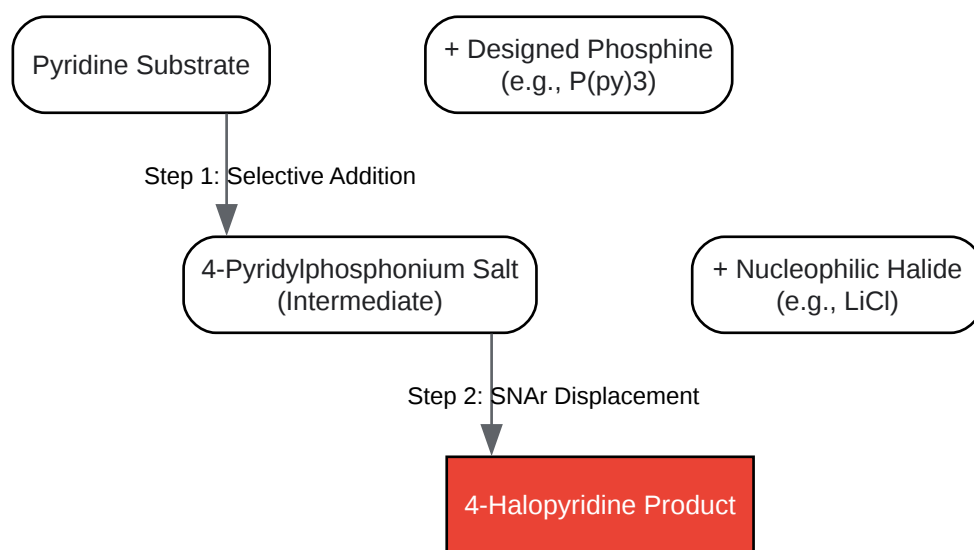 Pyridine Substrate
+ Designed Phosphine
(e.g., P(py)3)
Step 1: Selective Addition
4-Pyridylphosphonium Salt
(Intermediate)
+ Nucleophilic Halide
(e.g., LiCl)
Step 2: SNAr Displacement
4-Halopyridine Product